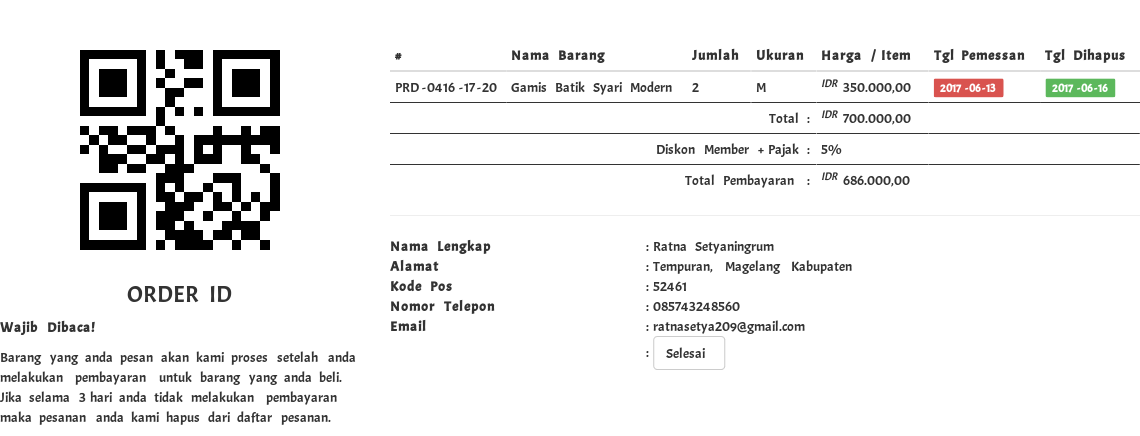 ORDER ID
Wajib Dibaca!
Barang yang anda pesan akan kami proses setelah anda
melakukan pembayaran untuk barang yang anda beli.
Jika selama 3 hari anda tidak melakukan pembayaran
maka pesanan anda kami hapus dari daftar pesanan.
# Nama Barang Jumlah Ukuran Harga / Item Tgl Pemessan Tgl Dihapus
PRD-0416-17-20 Gamis Batik Syari Modern 2 M IDR 350.000,00 2017-06-13 2017-06-16
Total : IDR 700.000,00
Diskon Member + Pajak : 5%
Total Pembayaran : IDR 686.000,00
Nama Lengkap : Ratna Setyaningrum
Alamat : Tempuran, Magelang Kabupaten
Kode Pos : 52461
Nomor Telepon : 085743248560
Email : ratnasetya209@gmail.com
: Selesai